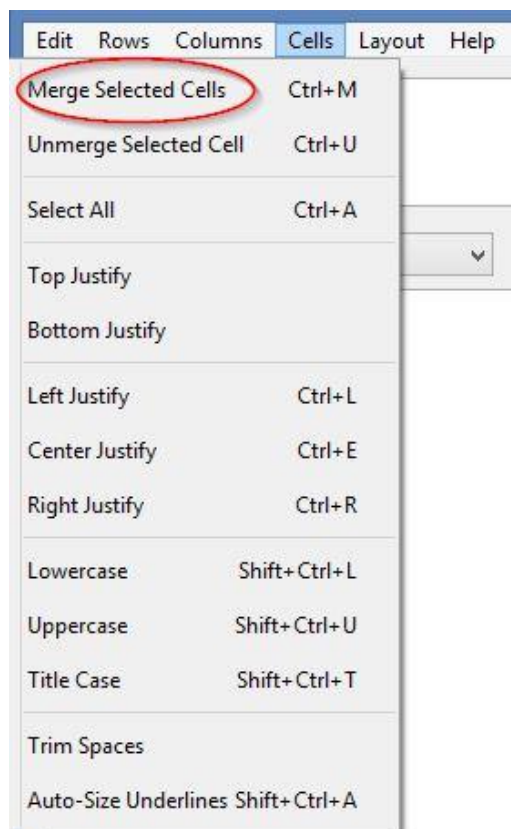 Edit Rows Columns Cells Layout Help
Merge Selected Cells Ctrl+M
Unmerge Selected Cell Ctrl+U
Select All Ctrl+A
Top Justify
Bottom Justify
Left Justify Ctrl+L
Center Justify Ctrl+E
Right Justify Ctrl+R
Lowercase Shift+Ctrl+L
Uppercase Shift+Ctrl+U
Title Case Shift+Ctrl+T
Trim Spaces
Auto-Size Underlines Shift+Ctrl+A